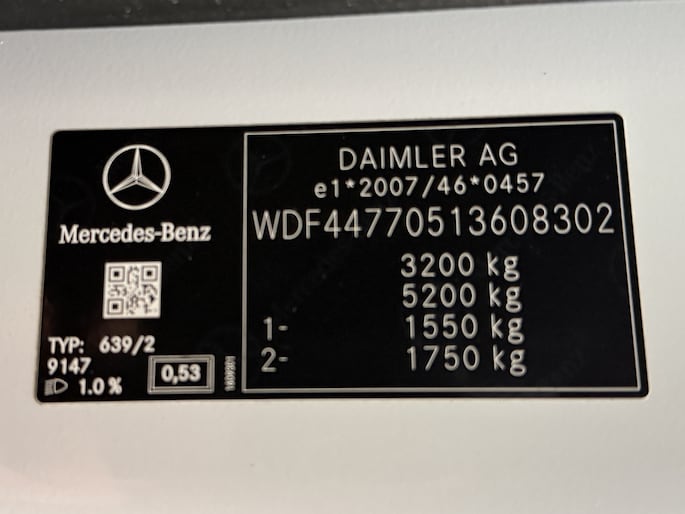 Mercedes-Benz
TYP: 639/2
9147
1.0 %
0,53
DAIMLER AG
e1*2007/46*0457
WDF44770513608302
3200 kg
5200 kg
1- 1550 kg
2- 1750 kg